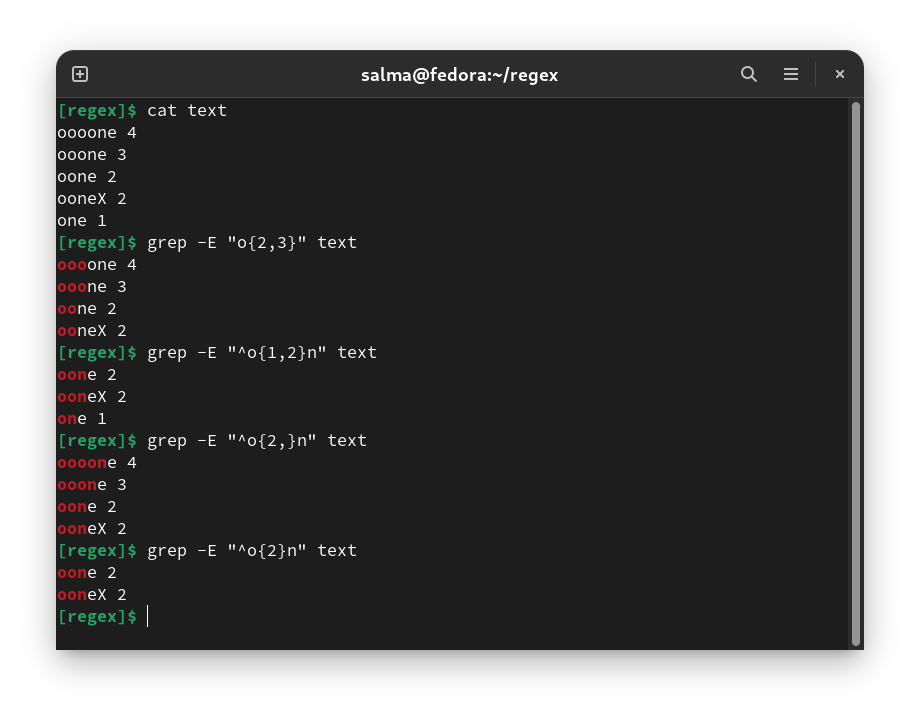 salma@fedora:~/regex
[regex]$ cat text
oooone 4
ooone 3
oone 2
ooneX 2
one 1
[regex]$ grep -E "o{2,3}" text
oooone 4
ooone 3
oone 2
ooneX 2
[regex]$ grep -E "^o{1,2}n" text
oone 2
ooneX 2
one 1
[regex]$ grep -E "^o{2,}n" text
oooone 4
ooone 3
oone 2
ooneX 2
[regex]$ grep -E "^o{2}n" text
oone 2
ooneX 2
[regex]$